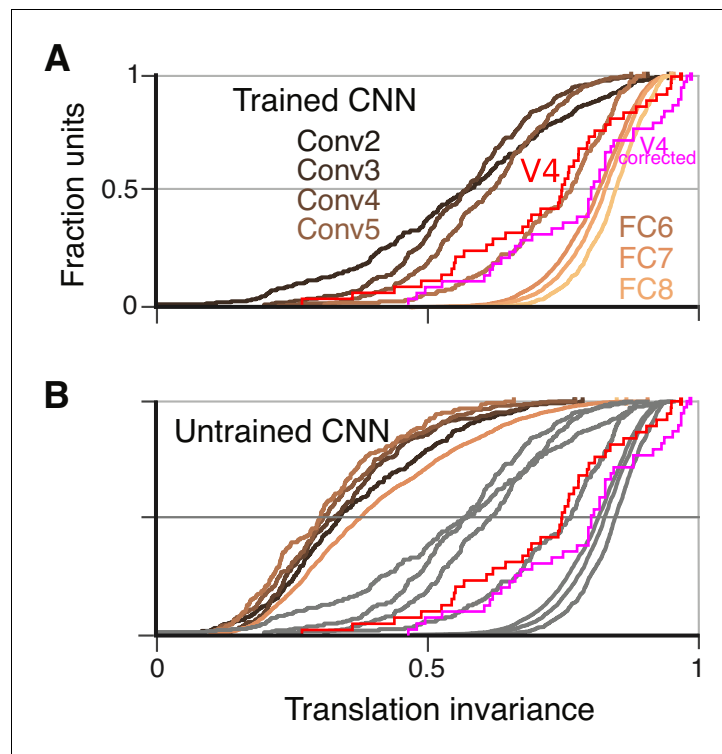 A
1
0.5
0
Fraction units
Trained CNN
Conv2
Conv3
Conv4
Conv5
V4
V4
corrected
FC6
FC7
FC8
B
Untrained CNN
0
0.5
1
Translation invariance